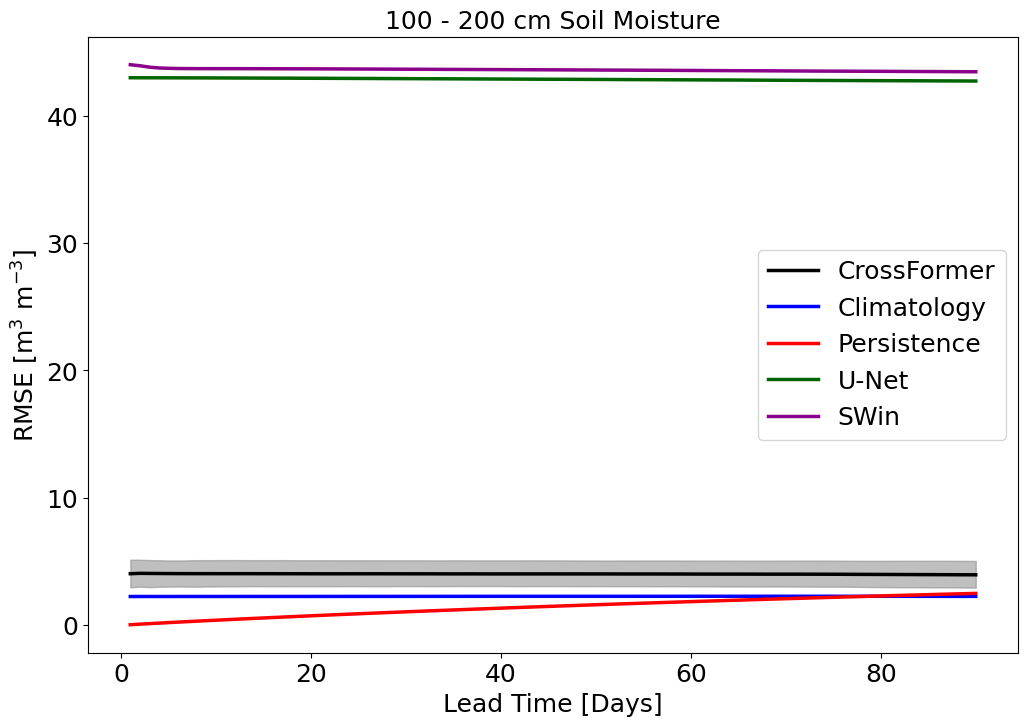 100 - 200 cm Soil Moisture
RMSE [m³ m⁻³]
40
30
20
10
0
CrossFormer
Climatology
Persistence
U-Net
SWin
0 20 40 60 80
Lead Time [Days]